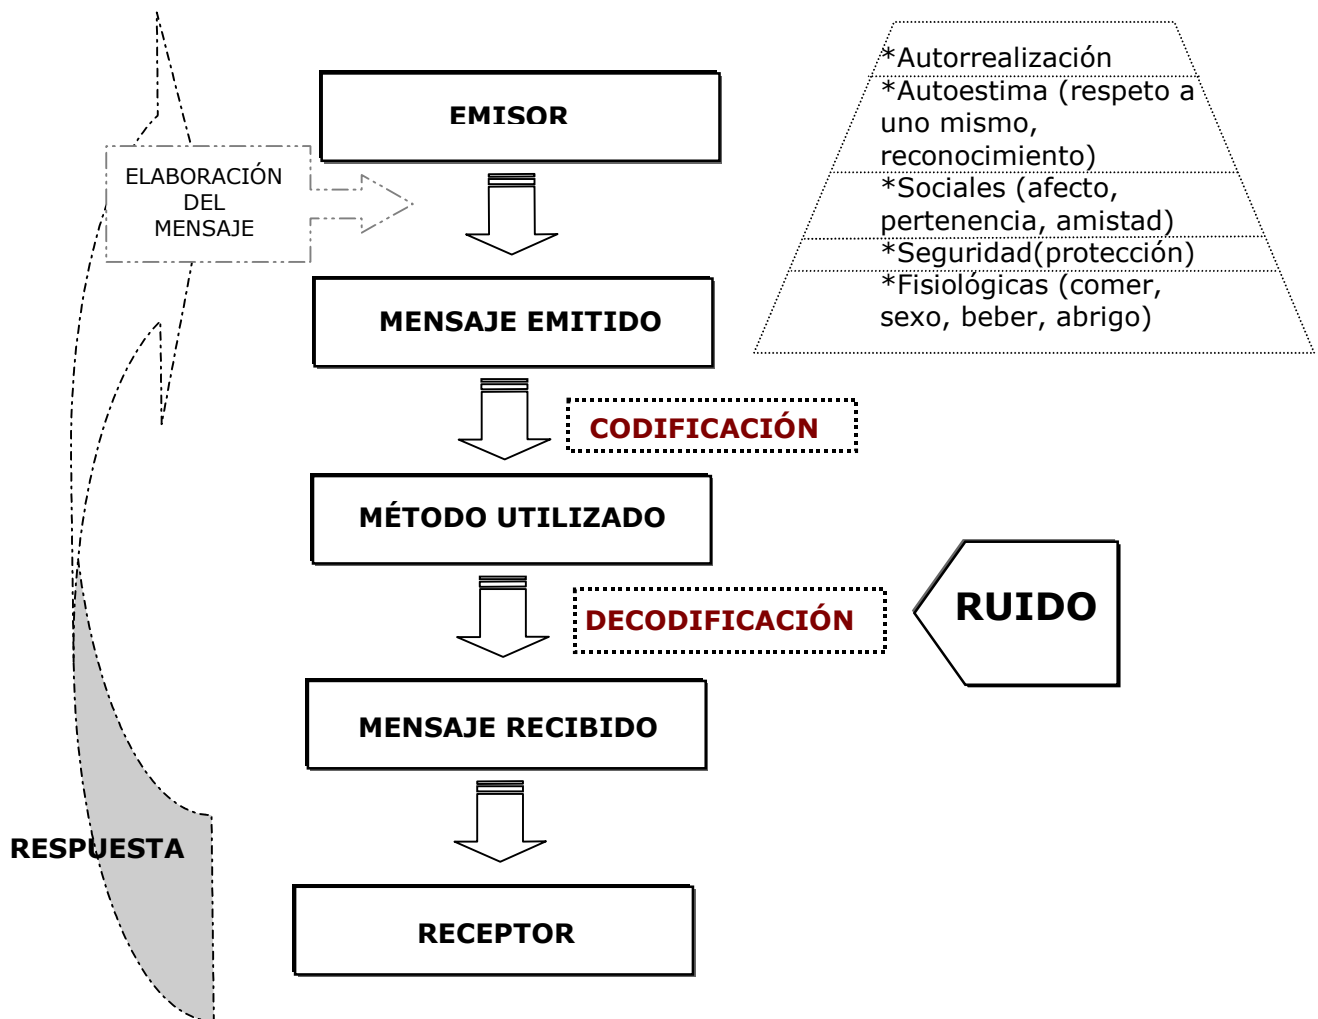 EMISOR
ELABORACIÓN
DEL
MENSAJE
MENSAJE EMITIDO
CODIFICACIÓN
MÉTODO UTILIZADO
DECODIFICACIÓN
MENSAJE RECIBIDO
RESPUESTA
RECEPTOR
*Autorrealización
*Autoestima (respeto a
uno mismo,
reconocimiento)
*Sociales (afecto,
pertenencia, amistad)
*Seguridad(protección)
*Fisiológicas (comer,
sexo, beber, abrigo)
RUIDO